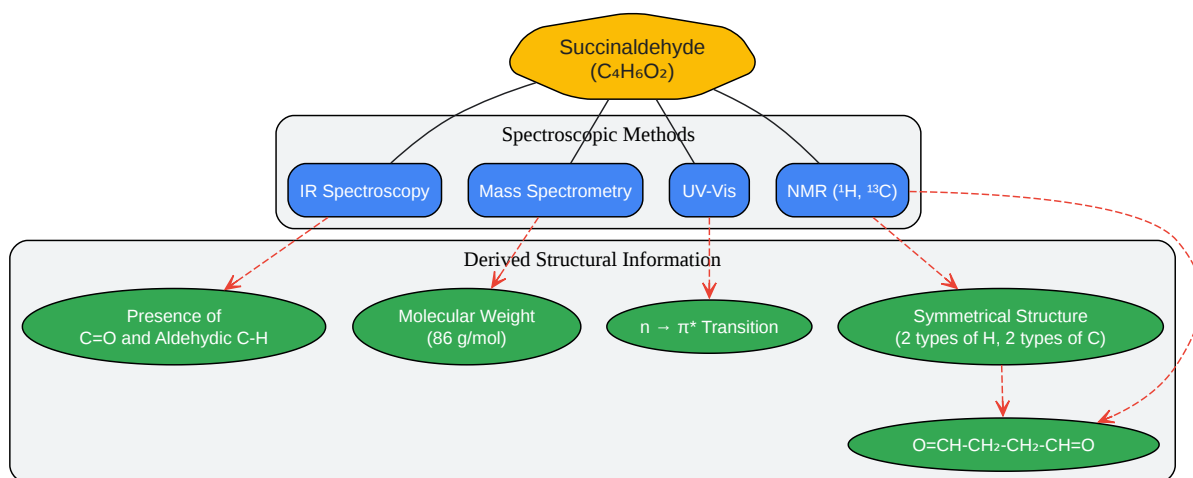 Succinaldehyde
(C₄H₆O₂)
Spectroscopic Methods
IR Spectroscopy
Mass Spectrometry
UV-Vis
NMR (¹H, ¹³C)
Derived Structural Information
Presence of
C=O and Aldehydic C-H
Molecular Weight
(86 g/mol)
n → π* Transition
Symmetrical Structure
(2 types of H, 2 types of C)
O=CH-CH₂-CH₂-CH=O